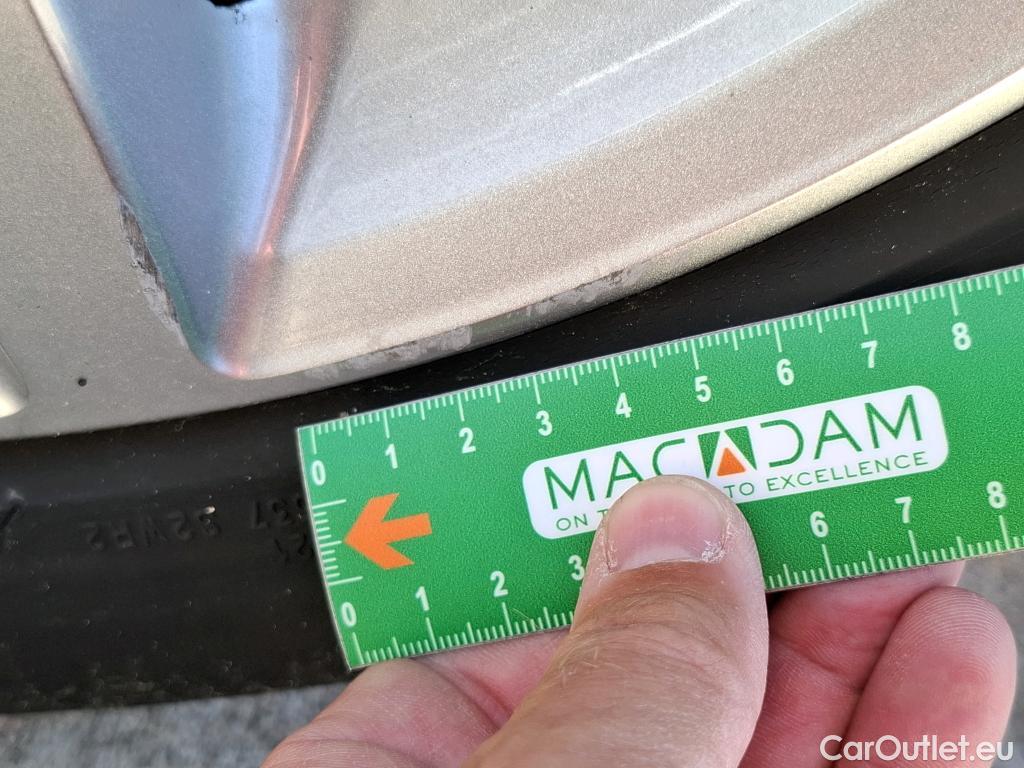 0 1 2 3 4 5 6 7 8
MACADAM
TO EXCELLENCE
ON
0 1 2 3 6 7 8
CarOutlet.eu